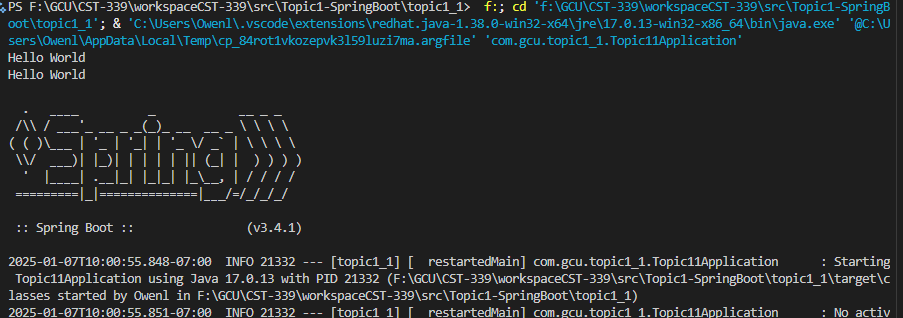 PS F:\GCU\CST-339\workspaceCST-339\src\Topic1-SpringBoot\topic1_1>  f:; cd 'f:\GCU\CST-339\workspaceCST-339\src\Topic1-SpringBo
ot\topic1_1'; & 'C:\Users\Owenl\.vscode\extensions\redhat.java-1.38.0-win32-x64\jre\17.0.13-win32-x86_64\bin\java.exe' '@C:\U
sers\Owenl\AppData\Local\Temp\cp_84rot1vkozepvk3l59luzi7ma.argfile' 'com.gcu.topic1_1.Topic11Application'
Hello World
Hello World
  .   ____          _            __ _ _
 /\\ / ___'_ __ _ _(_)_ __  __ _ \ \ \ \
( ( )\___ | '_ | '_| | '_ \/ _` | \ \ \ \
 \\/  ___)| |_)| | | | | || (_| |  ) ) ) )
  '  |____| .__|_| |_|_| |_\__, | / / / /
 =========|_|==============|___/=/_/_/_/
 :: Spring Boot ::                (v3.4.1)
2025-01-07T10:00:55.848-07:00  INFO 21332 --- [topic1_1] [  restartedMain] com.gcu.topic1_1.Topic11Application      : Starting
 Topic11Application using Java 17.0.13 with PID 21332 (F:\GCU\CST-339\workspaceCST-339\src\Topic1-SpringBoot\topic1_1\target\c
lasses started by Owenl in F:\GCU\CST-339\workspaceCST-339\src\Topic1-SpringBoot\topic1_1)
2025-01-07T10:00:55.851-07:00  INFO 21332 --- [topic1_1] [  restartedMain] com.gcu.topic1_1.Topic11Application      : No activ